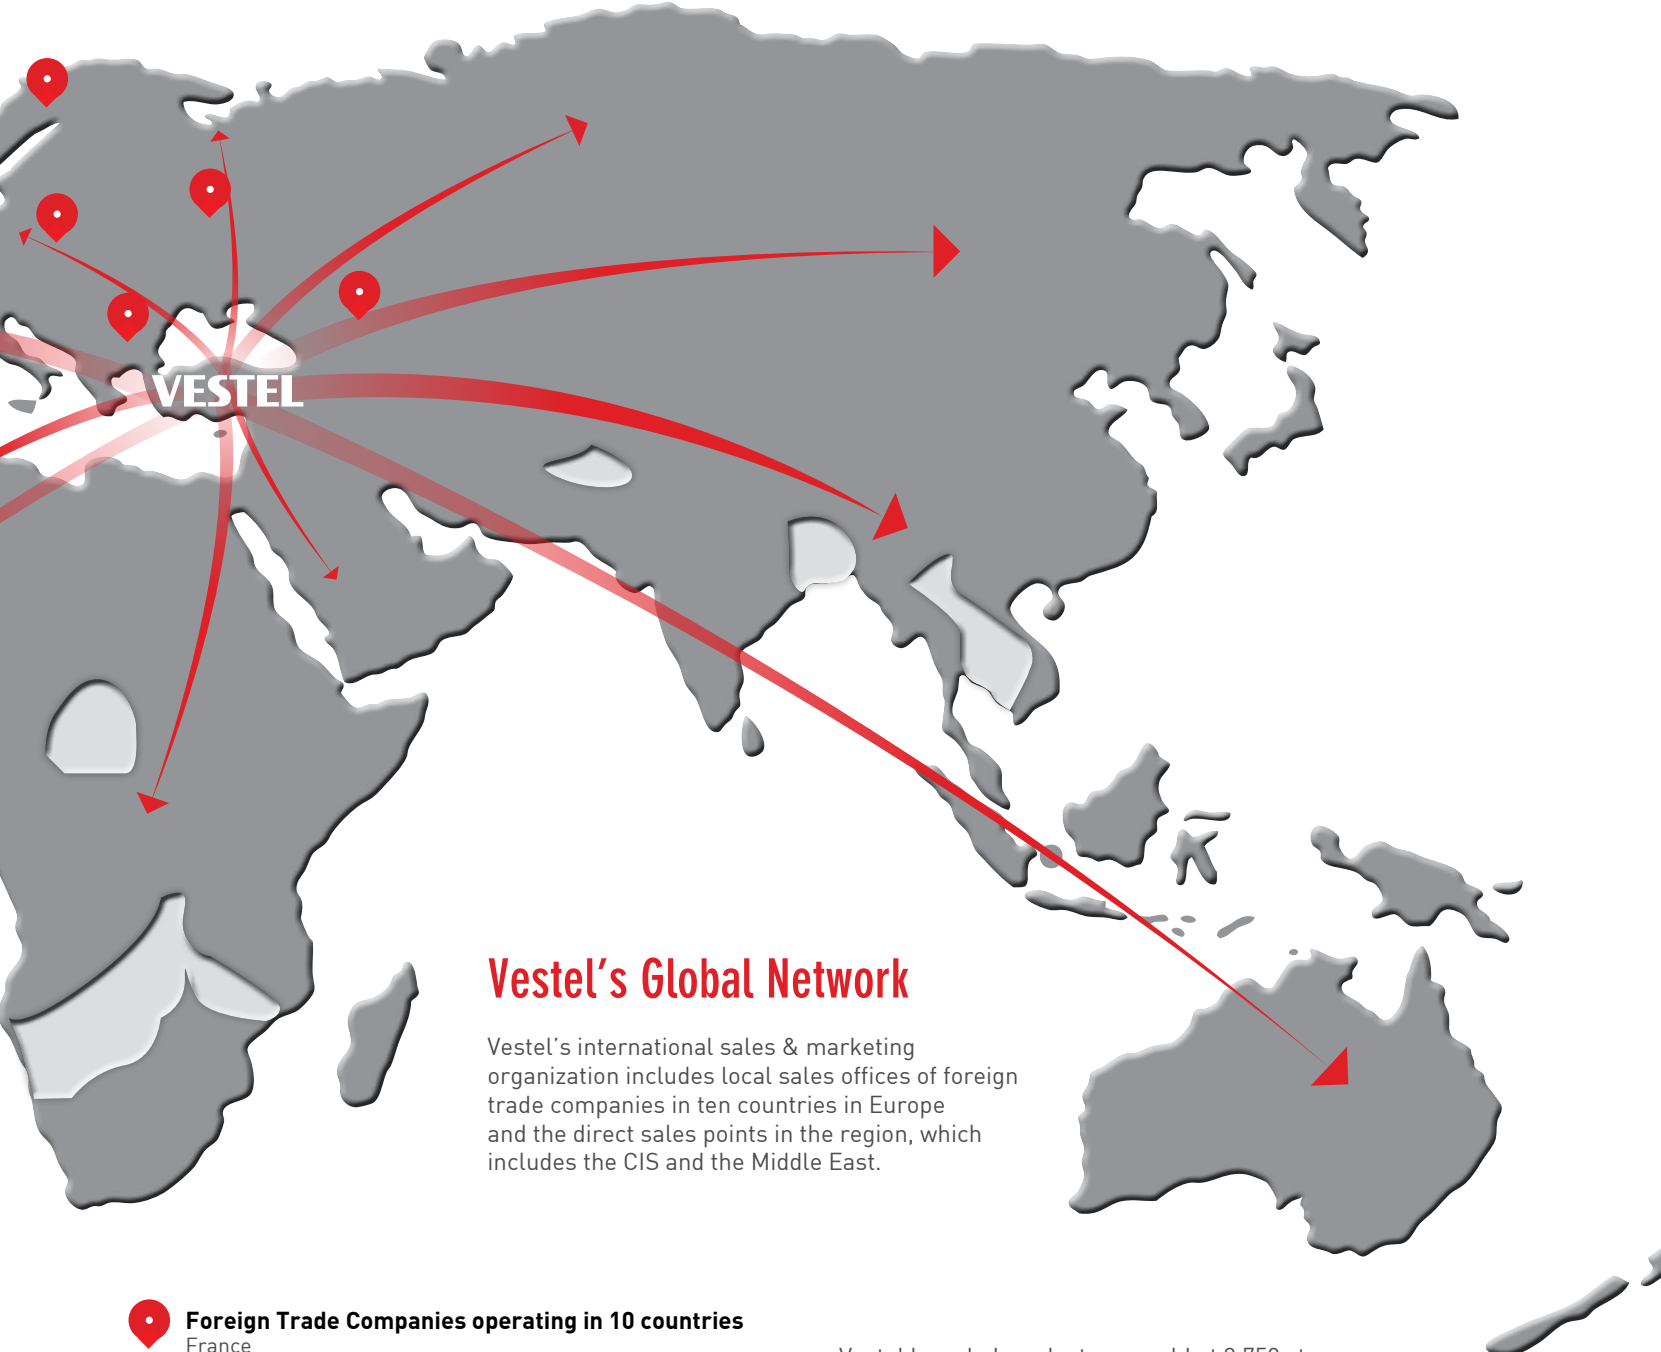 VESTEL
Vestel's Global Network
Vestel's international sales & marketing
organization includes local sales offices of foreign
trade companies in ten countries in Europe
and the direct sales points in the region, which
includes the CIS and the Middle East.
Foreign Trade Companies operating in 10 countries
France